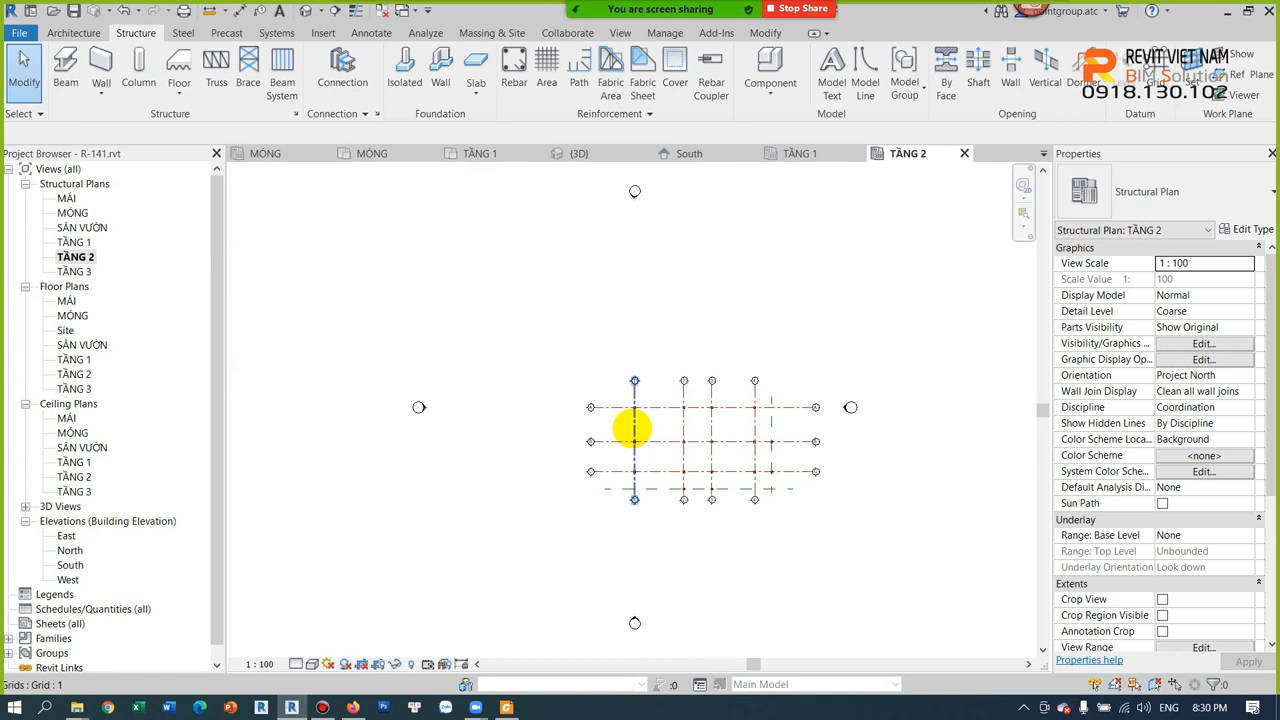 You are screen sharing
Stop Share
pointgroup.atc
File
Architecture
Structure
Steel
Precast
Systems
Insert
Annotate
Analyze
Massing & Site
Collaborate
View
Manage
Add-Ins
Modify
Modify
Beam
Wall
Column
Floor
Truss
Brace
Beam System
Connection
Isolated
Wall
Slab
Rebar
Area
Path
Fabric Area
Fabric Sheet
Cover
Rebar Coupler
Component
Model Text
Model Line
Model Group
By Face
Shaft
Wall
Vertical
Dormer
Show
Ref Plane
Viewer
REVIT VIET NAM
BIM Solution
0918.130.102
Select
Structure
Connection
Foundation
Reinforcement
Model
Opening
Datum
Work Plane
Project Browser - R-141.rvt
MÓNG
MÓNG
TẦNG 1
{3D}
South
TẦNG 1
TẦNG 2
Views (all)
Structural Plans
MÁI
MÓNG
SÂN VƯỜN
TẦNG 1
TẦNG 2
TẦNG 3
Floor Plans
MÁI
MÓNG
Site
SÂN VƯỜN
TẦNG 1
TẦNG 2
TẦNG 3
Ceiling Plans
MÁI
MÓNG
SÂN VƯỜN
TẦNG 1
TẦNG 2
TẦNG 3
3D Views
Elevations (Building Elevation)
East
North
South
West
Legends
Schedules/Quantities (all)
Sheets (all)
Families
Groups
Revit Links
Properties
Structural Plan
Structural Plan: TẦNG 2
Edit Type
Graphics
View Scale 1 : 100
Scale Value 1: 100
Display Model Normal
Detail Level Coarse
Parts Visibility Show Original
Visibility/Graphics ... Edit...
Graphic Display Op... Edit...
Orientation Project North
Wall Join Display Clean all wall joins
Discipline Coordination
Show Hidden Lines By Discipline
Color Scheme Loca... Background
Color Scheme <none>
System Color Sche... Edit...
Default Analysis Di... None
Sun Path
Underlay
Range: Base Level None
Range: Top Level Unbounded
Underlay Orientation Look down
Extents
Crop View
Crop Region Visible
Annotation Crop
View Range Edit...
Properties help
Apply
1 : 100
Grids : Grid : 1
:0
Main Model
:0
ENG
8:30 PM